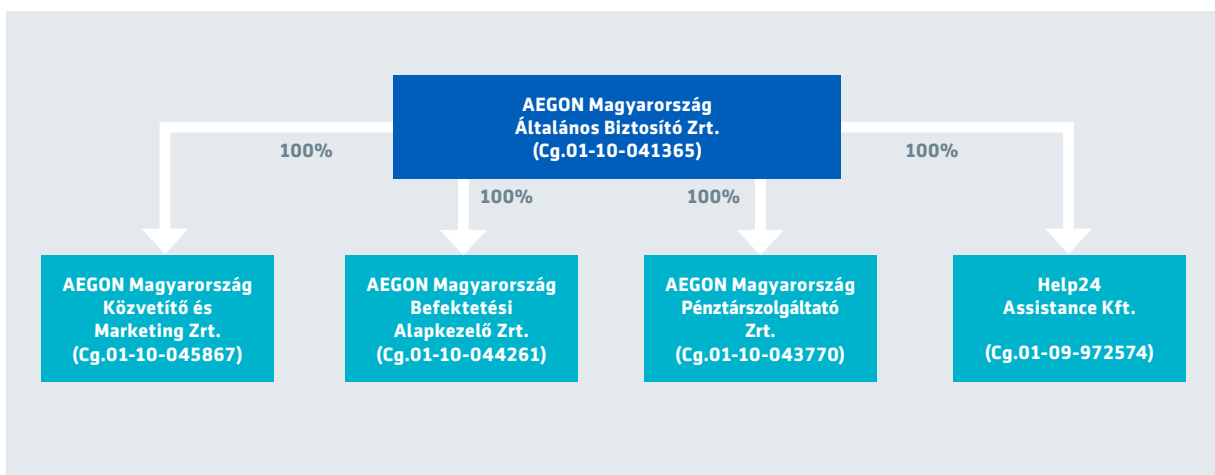 AEGON Magyarország
Általános Biztosító Zrt.
(Cg.01-10-041365)
100%
100%
100%
100%
AEGON Magyarország
Közvetítő és
Marketing Zrt.
(Cg.01-10-045867)
AEGON Magyarország
Befektetési
Alapkezelő Zrt.
(Cg.01-10-044261)
AEGON Magyarország
Pénztárszolgáltató
Zrt.
(Cg.01-10-043770)
Help24
Assistance Kft.
(Cg.01-09-972574)